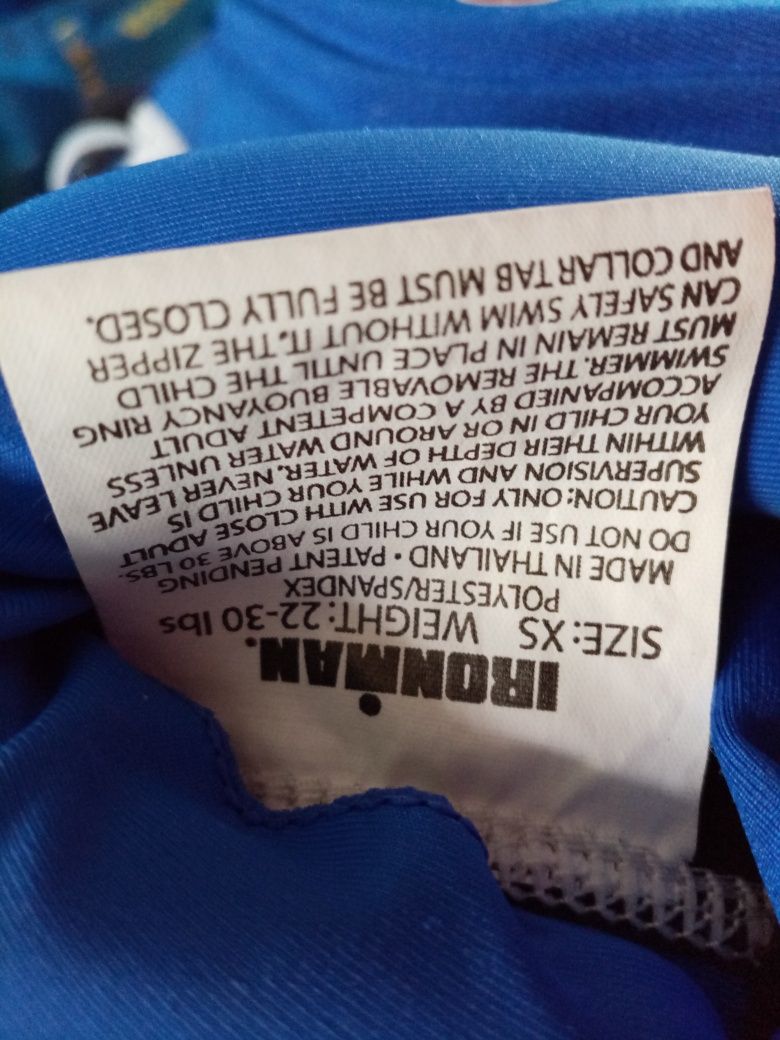 IRONMAN.
SIZE: XS WEIGHT: 22-30 lbs
POLYESTER/SPANDEX
MADE IN THAILAND • PATENT PENDING
DO NOT USE IF YOUR CHILD IS ABOVE 30 LBS.
CAUTION: ONLY FOR USE WITH CLOSE ADULT
SUPERVISION AND WHILE YOUR CHILD IS
WITHIN THEIR DEPTH OF WATER. NEVER LEAVE
YOUR CHILD IN OR AROUND WATER UNLESS
ACCOMPANIED BY A COMPETENT ADULT
SWIMMER. THE REMOVABLE BUOYANCY RING
MUST REMAIN IN PLACE UNTIL THE CHILD
CAN SAFELY SWIM WITHOUT IT. THE ZIPPER
AND COLLAR TAB MUST BE FULLY CLOSED.